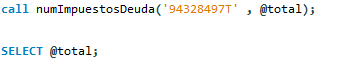 call numImpuestosDeuda('94328497T' , @total);
SELECT @total;